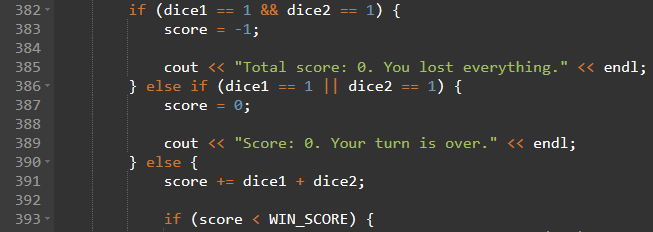 382 if (dice1 == 1 && dice2 == 1) {
383 score = -1;
384
385 cout << "Total score: 0. You lost everything." << endl;
386 } else if (dice1 == 1 || dice2 == 1) {
387 score = 0;
388
389 cout << "Score: 0. Your turn is over." << endl;
390 } else {
391 score += dice1 + dice2;
392
393 if (score < WIN_SCORE) {